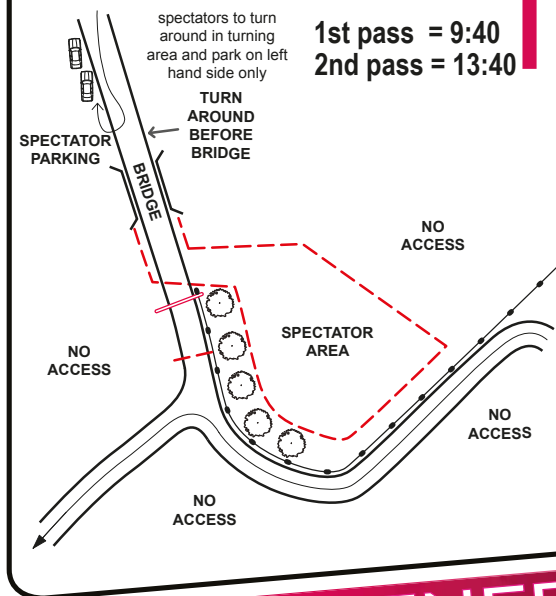 spectators to turn
around in turning
area and park on left
hand side only
1st pass = 9:40
2nd pass = 13:40
TURN
AROUND
BEFORE
BRIDGE
SPECTATOR
PARKING
BRIDGE
NO
ACCESS
SPECTATOR
AREA
NO
ACCESS
NO
ACCESS
NO
ACCESS